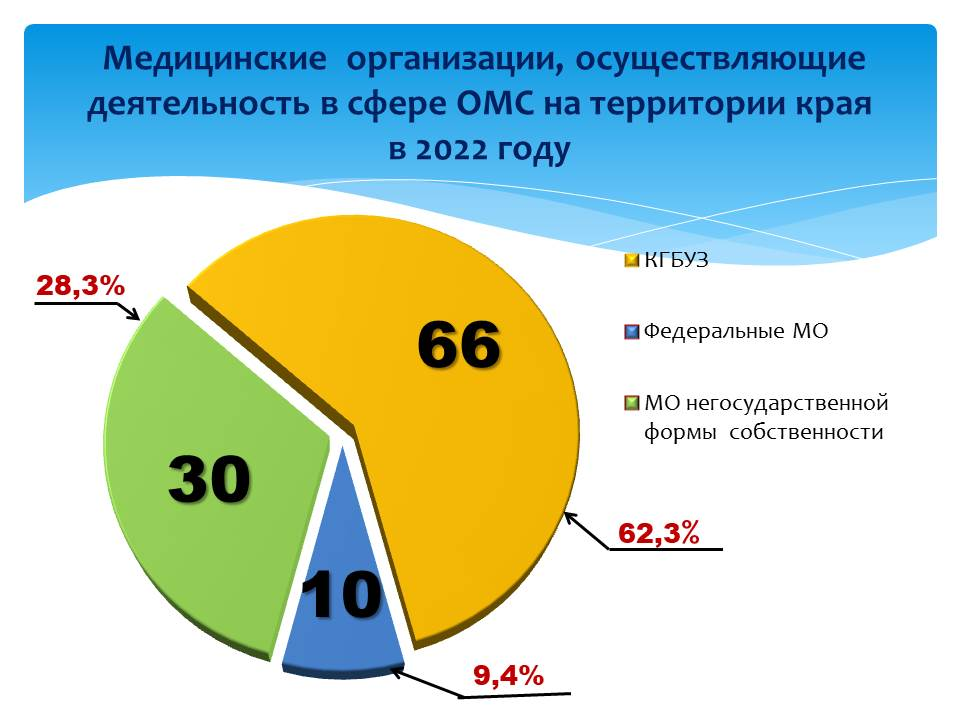 Медицинские организации, осуществляющие
деятельность в сфере ОМС на территории края
в 2022 году
28,3%
66
30
10
62,3%
9,4%
КГБУЗ
Федеральные МО
МО негосударственной
формы собственности